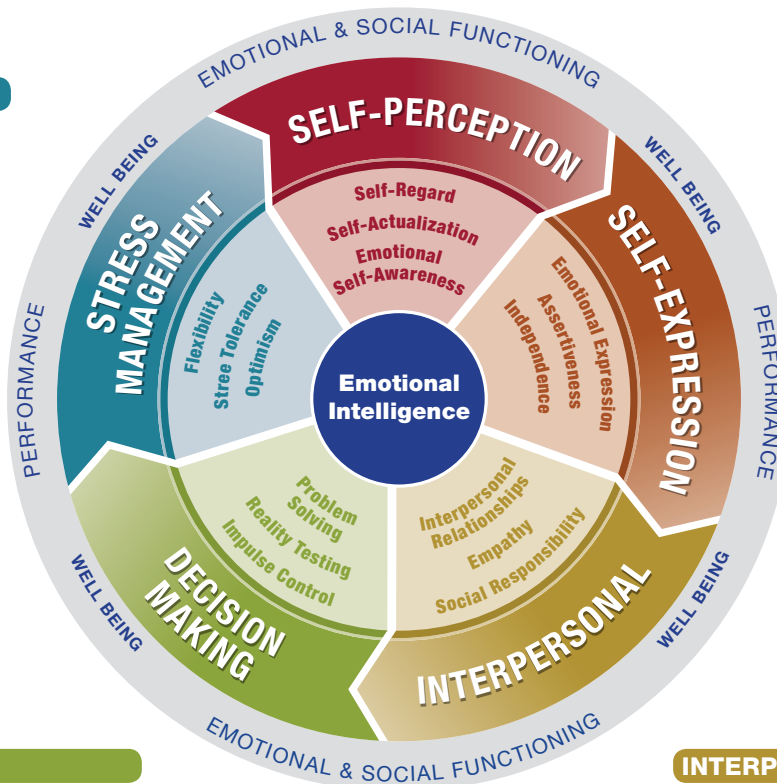 EMOTIONAL & SOCIAL FUNCTIONING
WELL BEING
WELL BEING
PERFORMANCE
PERFORMANCE
SELF-PERCEPTION
Self-Regard
Self-Actualization
Emotional
Self-Awareness
SELF-EXPRESSION
Emotional Expression
Assertiveness
Independence
STRESS
MANAGEMENT
Flexibility
Stree Tolerance
Optimism
Emotional
Intelligence
Interpersonal
Relationships
Empathy
Social Responsibility
INTERPERSONAL
Problem
Solving
Reality Testing
Impulse Control
DECISION
MAKING
WELL BEING
WELL BEING
EMOTIONAL & SOCIAL FUNCTIONING
INTERP